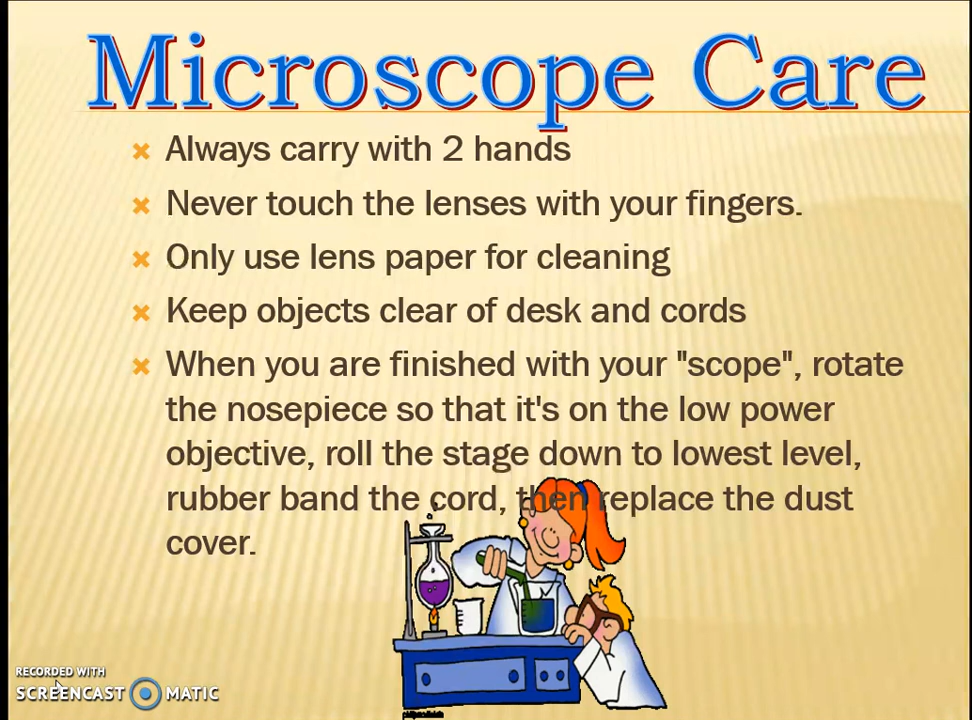 Microscope Care
Always carry with 2 hands
Never touch the lenses with your fingers.
Only use lens paper for cleaning
Keep objects clear of desk and cords
When you are finished with your "scope", rotate
the nosepiece so that it's on the low power
objective, roll the stage down to lowest level,
rubber band the cord, then replace the dust
cover.
RECORDED WITH
SCREENCAST MATIC